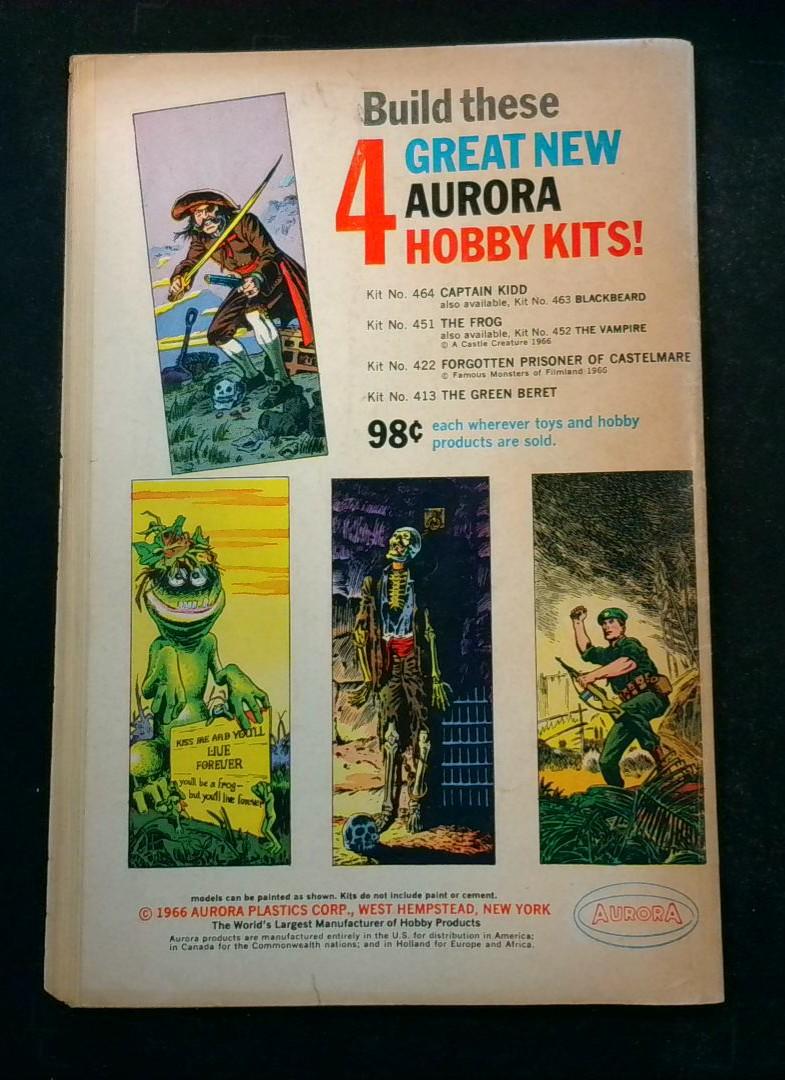 Build these
4 GREAT NEW
AURORA
HOBBY KITS!
Kit No. 464 CAPTAIN KIDD
also available, Kit No. 463 BLACKBEARD
Kit No. 451 THE FROG
also available, Kit No. 452 THE VAMPIRE
© A Castle Creature 1966
Kit No. 422 FORGOTTEN PRISONER OF CASTELMARE
© Famous Monsters of Filmland 1966
Kit No. 413 THE GREEN BERET
98¢ each wherever toys and hobby
products are sold.
KISS ME AND YOU'LL
LIVE
FOREVER
you'll be a frog—
but you'll live forever
models can be painted as shown. Kits do not include paint or cement.
© 1966 AURORA PLASTICS CORP., WEST HEMPSTEAD, NEW YORK
The World's Largest Manufacturer of Hobby Products
Aurora products are manufactured entirely in the U.S. for distribution in America;
in Canada for the Commonwealth nations; and in Holland for Europe and Africa.
AURORA